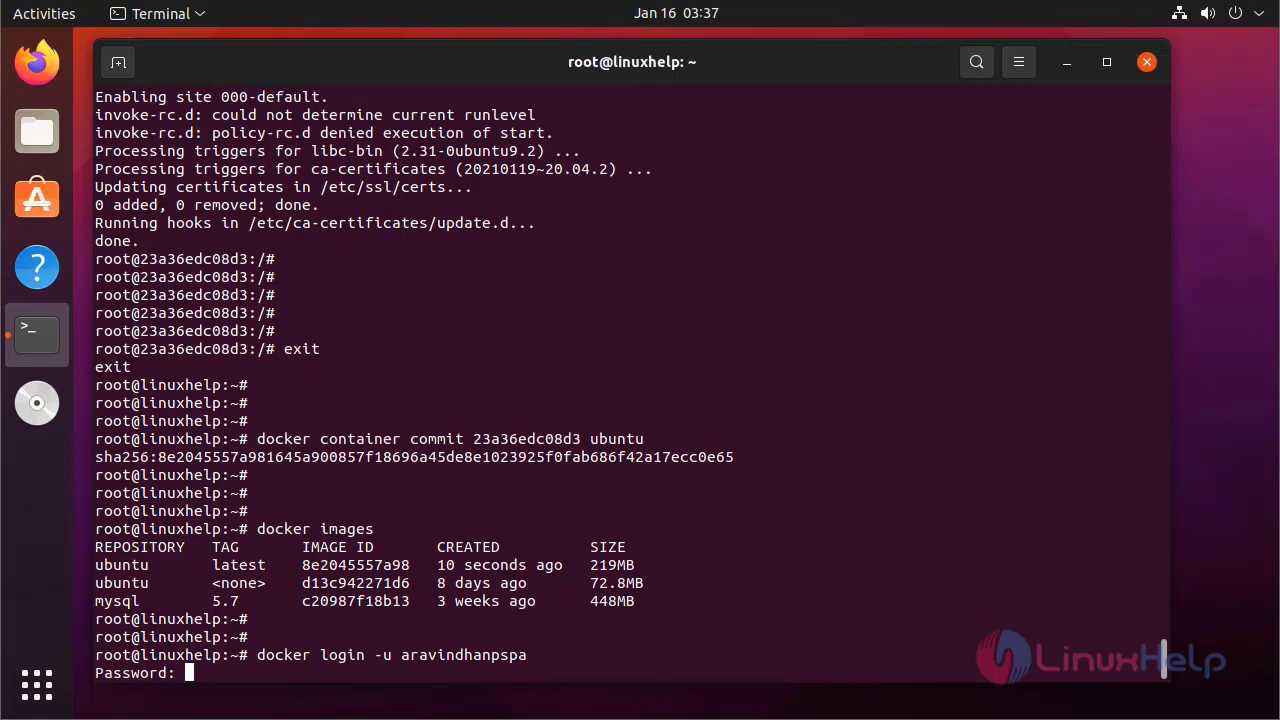 Activities
Terminal
Jan 16 03:37
root@linuxhelp: ~
Enabling site 000-default.
invoke-rc.d: could not determine current runlevel
invoke-rc.d: policy-rc.d denied execution of start.
Processing triggers for libc-bin (2.31-0ubuntu9.2) ...
Processing triggers for ca-certificates (20210119~20.04.2) ...
Updating certificates in /etc/ssl/certs...
0 added, 0 removed; done.
Running hooks in /etc/ca-certificates/update.d...
done.
root@23a36edc08d3:/#
root@23a36edc08d3:/#
root@23a36edc08d3:/#
root@23a36edc08d3:/#
root@23a36edc08d3:/#
root@23a36edc08d3:/# exit
exit
root@linuxhelp:~#
root@linuxhelp:~#
root@linuxhelp:~#
root@linuxhelp:~# docker container commit 23a36edc08d3 ubuntu
sha256:8e2045557a981645a900857f18696a45de8e1023925f0fab686f42a17ecc0e65
root@linuxhelp:~#
root@linuxhelp:~#
root@linuxhelp:~#
root@linuxhelp:~# docker images
REPOSITORY TAG IMAGE ID CREATED SIZE
ubuntu latest 8e2045557a98 10 seconds ago 219MB
ubuntu <none> d13c942271d6 8 days ago 72.8MB
mysql 5.7 c20987f18b13 3 weeks ago 448MB
root@linuxhelp:~#
root@linuxhelp:~#
root@linuxhelp:~# docker login -u aravindhanpspa
Password:
LinuxHelp